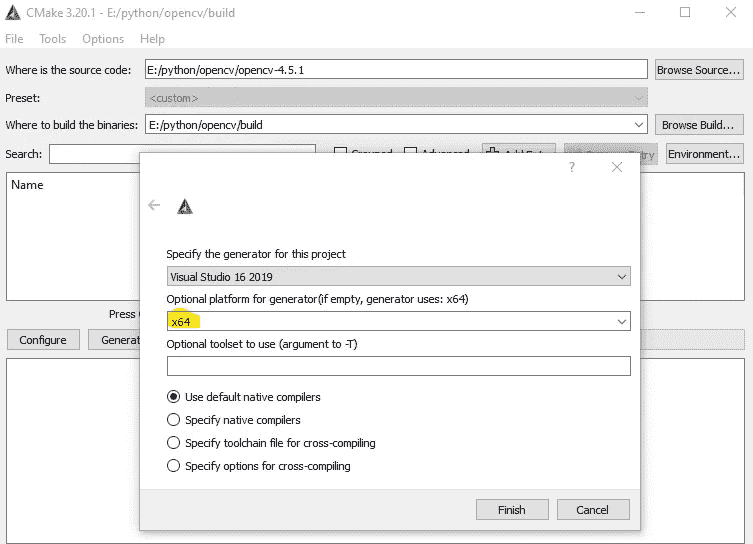 CMake 3.20.1 - E:/python/opencv/build
File Tools Options Help
Where is the source code: E:/python/opencv/opencv-4.5.1 Browse Source...
Preset: <custom>
Where to build the binaries: E:/python/opencv/build Browse Build...
Search: Grouped Advanced Add Entry Environment...
Name
?
Specify the generator for this project
Visual Studio 16 2019
Optional platform for generator(if empty, generator uses: x64)
x64
Optional toolset to use (argument to -T)
Press
Configure Generat
Use default native compilers
Specify native compilers
Specify toolchain file for cross-compiling
Specify options for cross-compiling
Finish Cancel